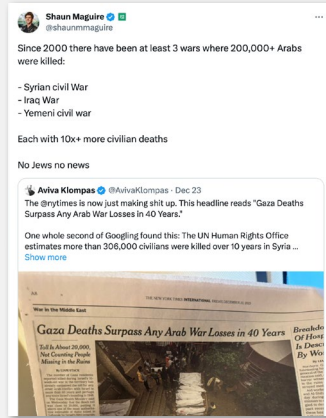 Shaun Maguire
@shaunmmaguire
Since 2000 there have been at least 3 wars where 200,000+ Arabs
were killed:
- Syrian civil War
- Iraq War
- Yemeni civil war
Each with 10x+ more civilian deaths
No Jews no news
Aviva Klompas @AvivaKlompas · Dec 23
The @nytimes is now just making shit up. This headline reads "Gaza Deaths
Surpass Any Arab War Losses in 40 Years."
One whole second of Googling found this: The UN Human Rights Office
estimates more than 306,000 civilians were killed over 10 years in Syria ...
Show more
THE NEW YORK TIMES INTERNATIONAL
War in the Middle East
Gaza Deaths Surpass Any Arab War Losses in 40 Years
Toll Is About 20,000,
Not Counting People
Missing in the Ruins
Breakdo
Of Hosp
Is Desc
By Wo